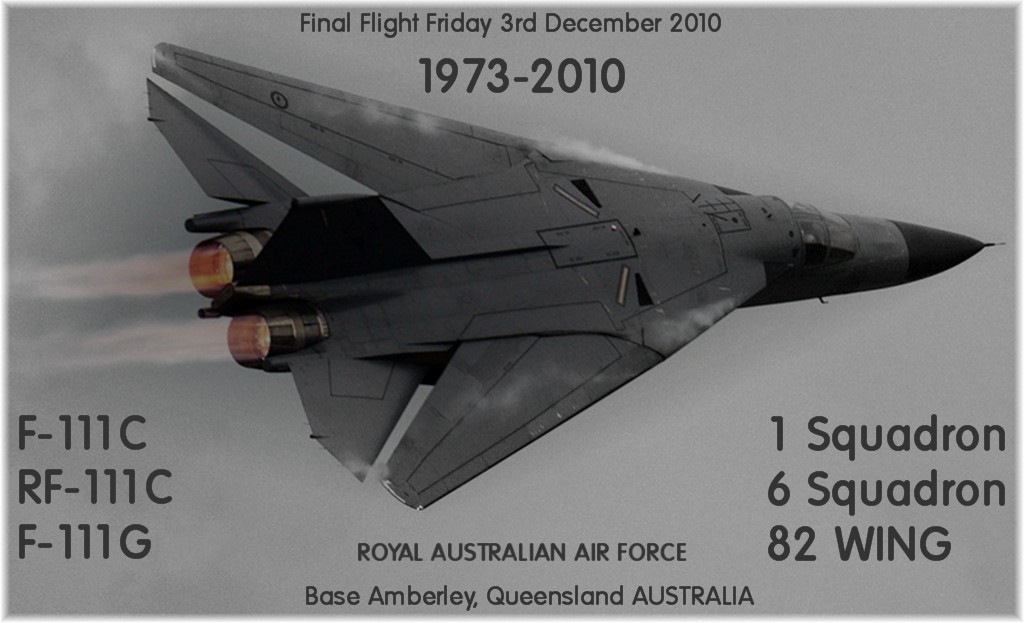 Final Flight Friday 3rd December 2010
1973-2010
F-111C
RF-111C
F-111G
1 Squadron
6 Squadron
82 WING
ROYAL AUSTRALIAN AIR FORCE
Base Amberley, Queensland AUSTRALIA